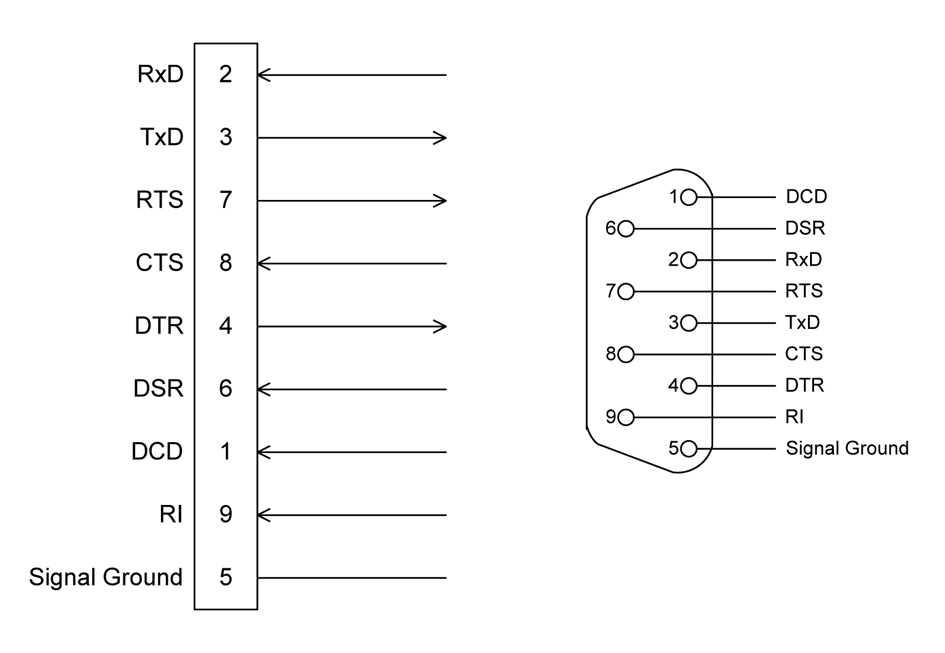 RxD 2
TxD 3
RTS 7
CTS 8
DTR 4
DSR 6
DCD 1
RI 9
Signal Ground 5
1 DCD
6 DSR
2 RxD
7 RTS
3 TxD
8 CTS
4 DTR
9 RI
5 Signal Ground